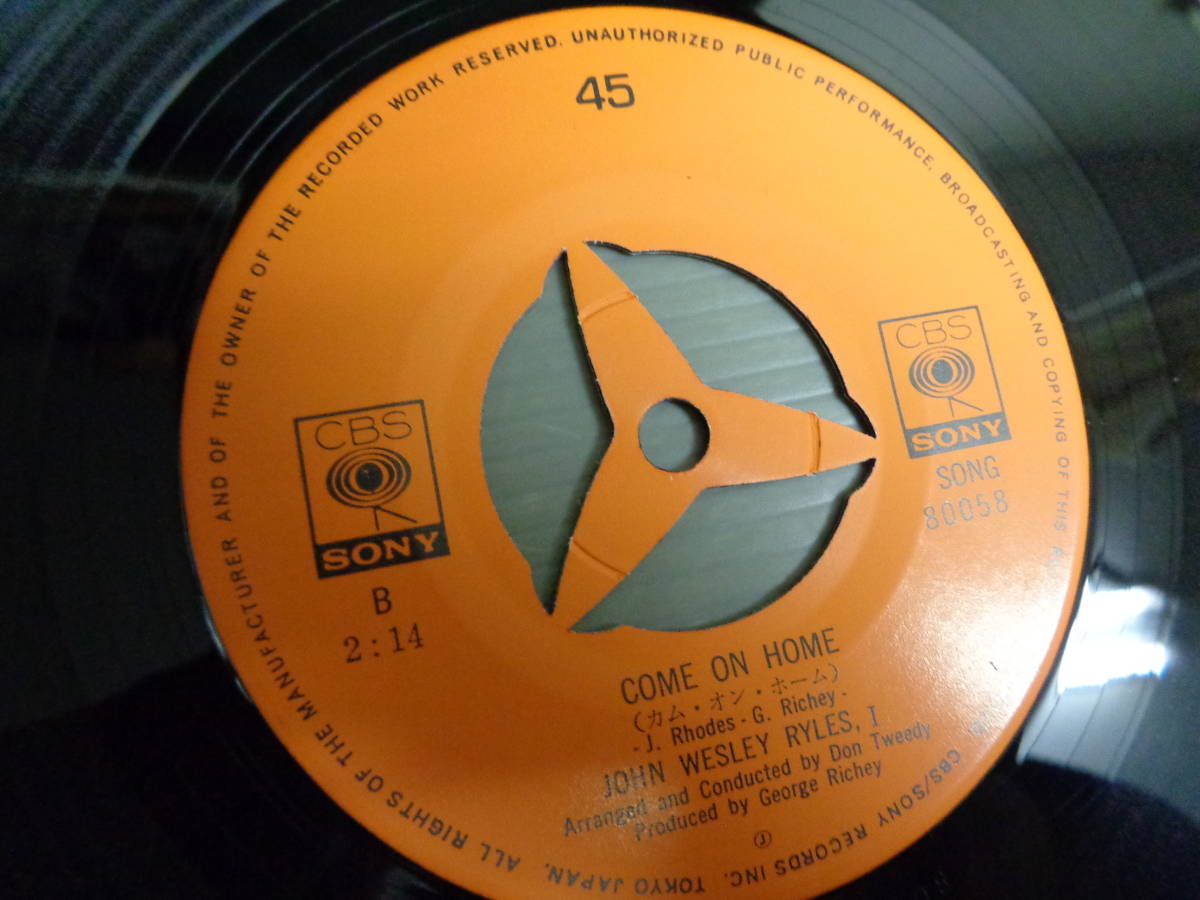 ALL RIGHTS OF THE MANUFACTURER AND OF THE OWNER OF THE RECORDED WORK RESERVED. UNAUTHORIZED PUBLIC PERFORMANCE, BROADCASTING AND COPYING OF THIS
45
CBS
SONY
B
2:14
CBS
SONY
SONG
80058
COME ON HOME
(カム・オン・ホーム)
- J. Rhodes - G. Richey -
JOHN WESLEY RYLES, I
Arranged and Conducted by Don Tweedy
Produced by George Richey
CBS/SONY RECORDS INC. TOKYO JAPAN.